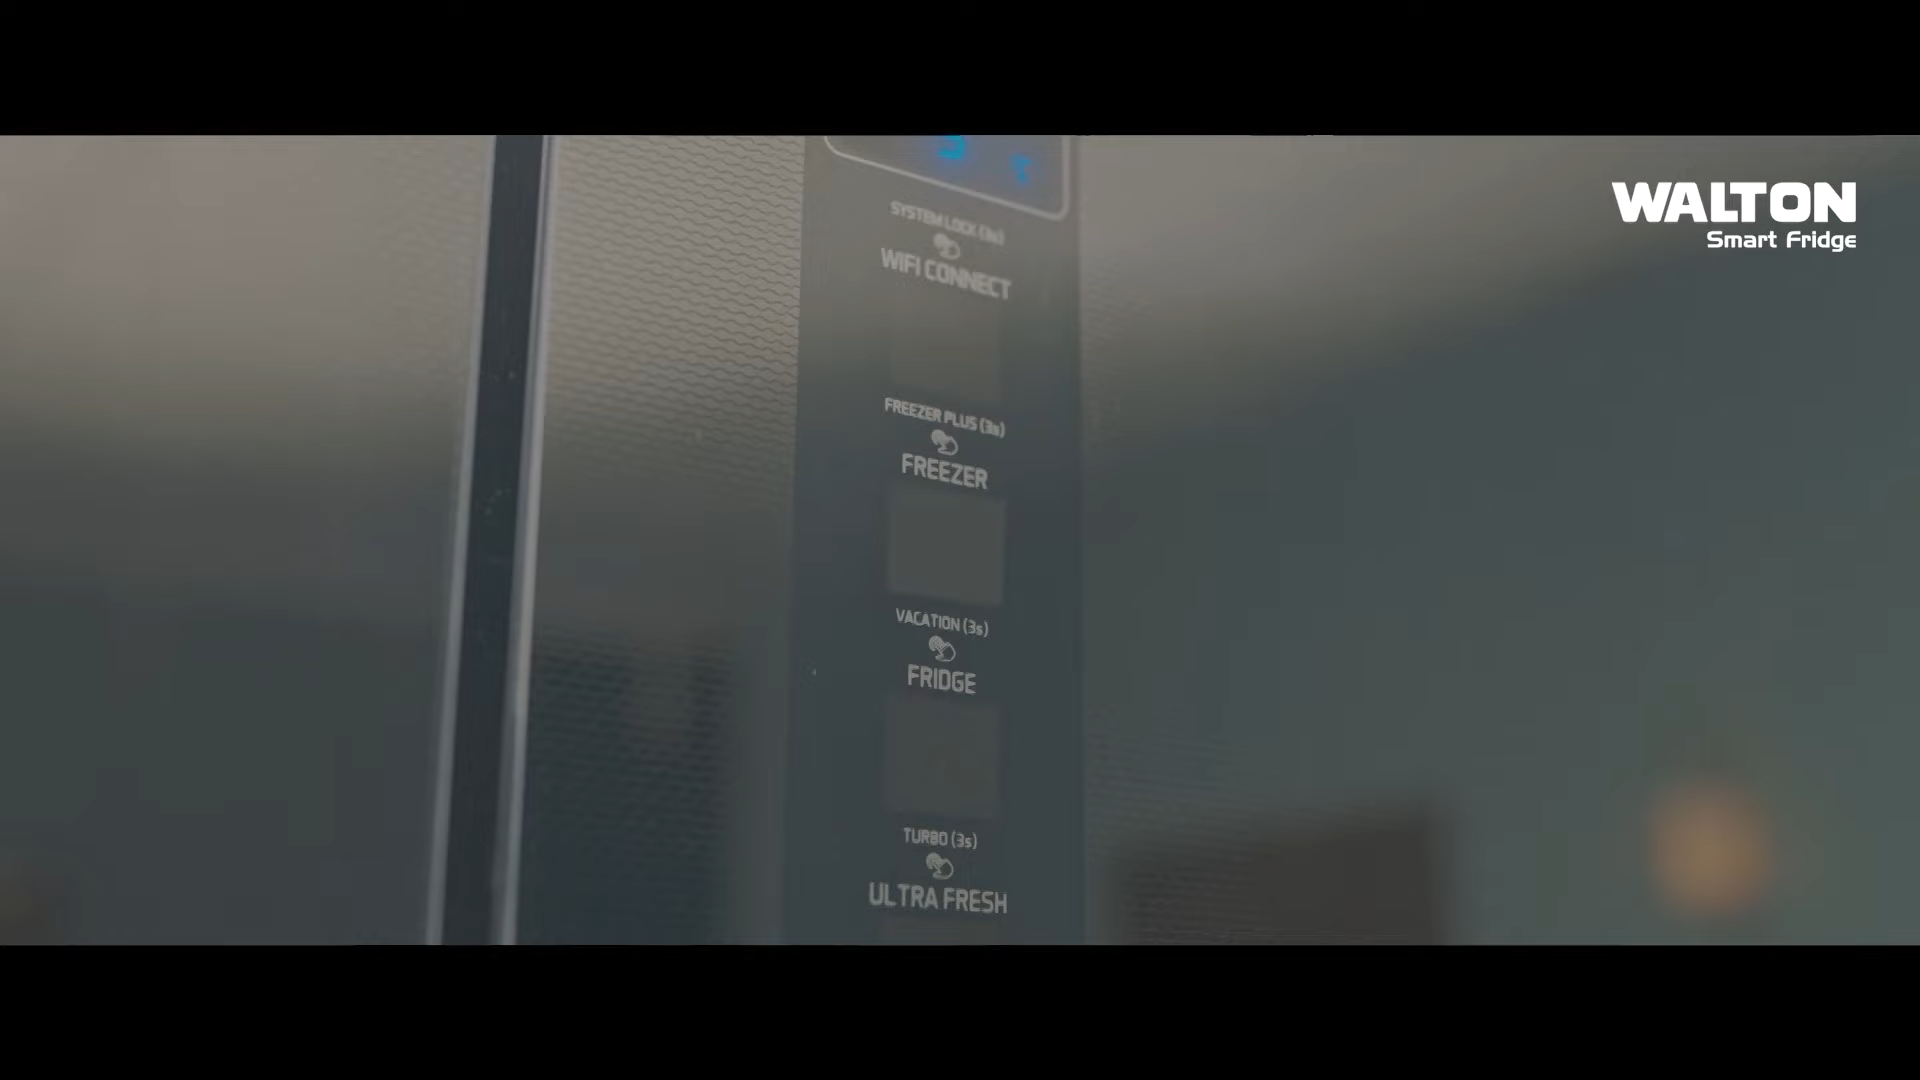 WALTON
Smart Fridge
SYSTEM LOCK (3s)
WIFI CONNECT
FREEZER PLUS (3s)
FREEZER
VACATION (3s)
FRIDGE
TURBO (3s)
ULTRA FRESH